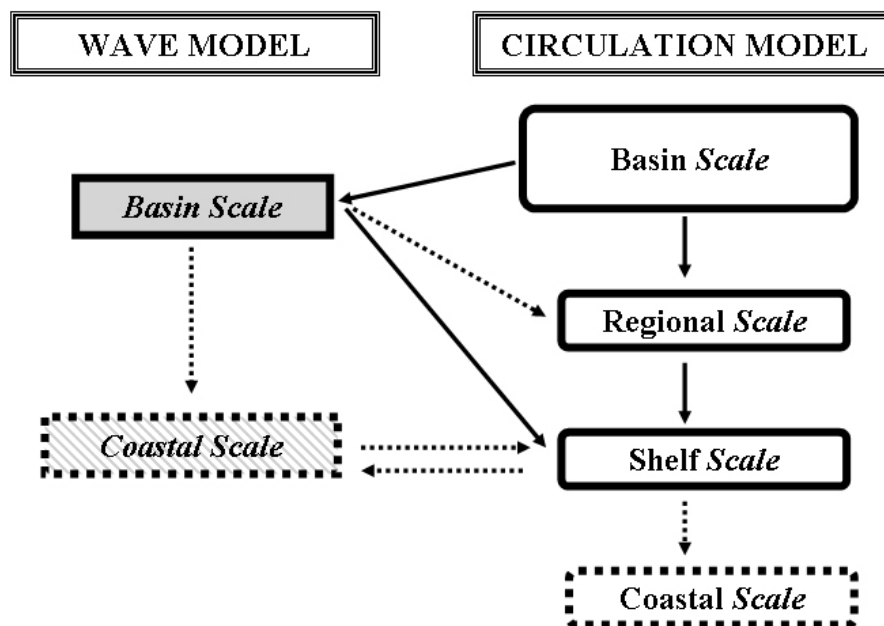 WAVE MODEL
CIRCULATION MODEL
Basin Scale
Basin Scale
Regional Scale
Coastal Scale
Shelf Scale
Coastal Scale